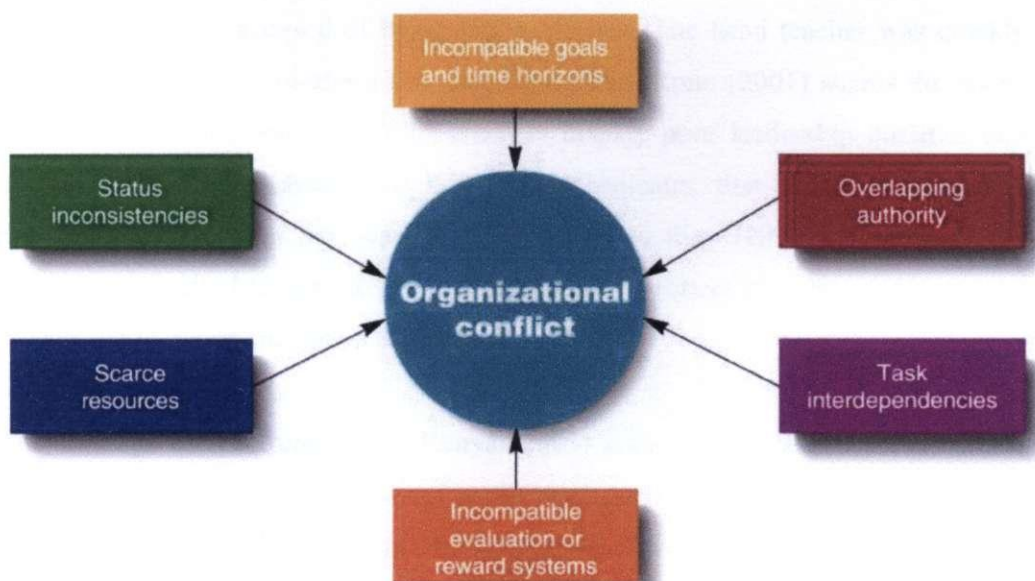 Incompatible goals
and time horizons
Status
inconsistencies
Overlapping
authority
Organizational
conflict
Scarce
resources
Task
interdependencies
Incompatible
evaluation or
reward systems